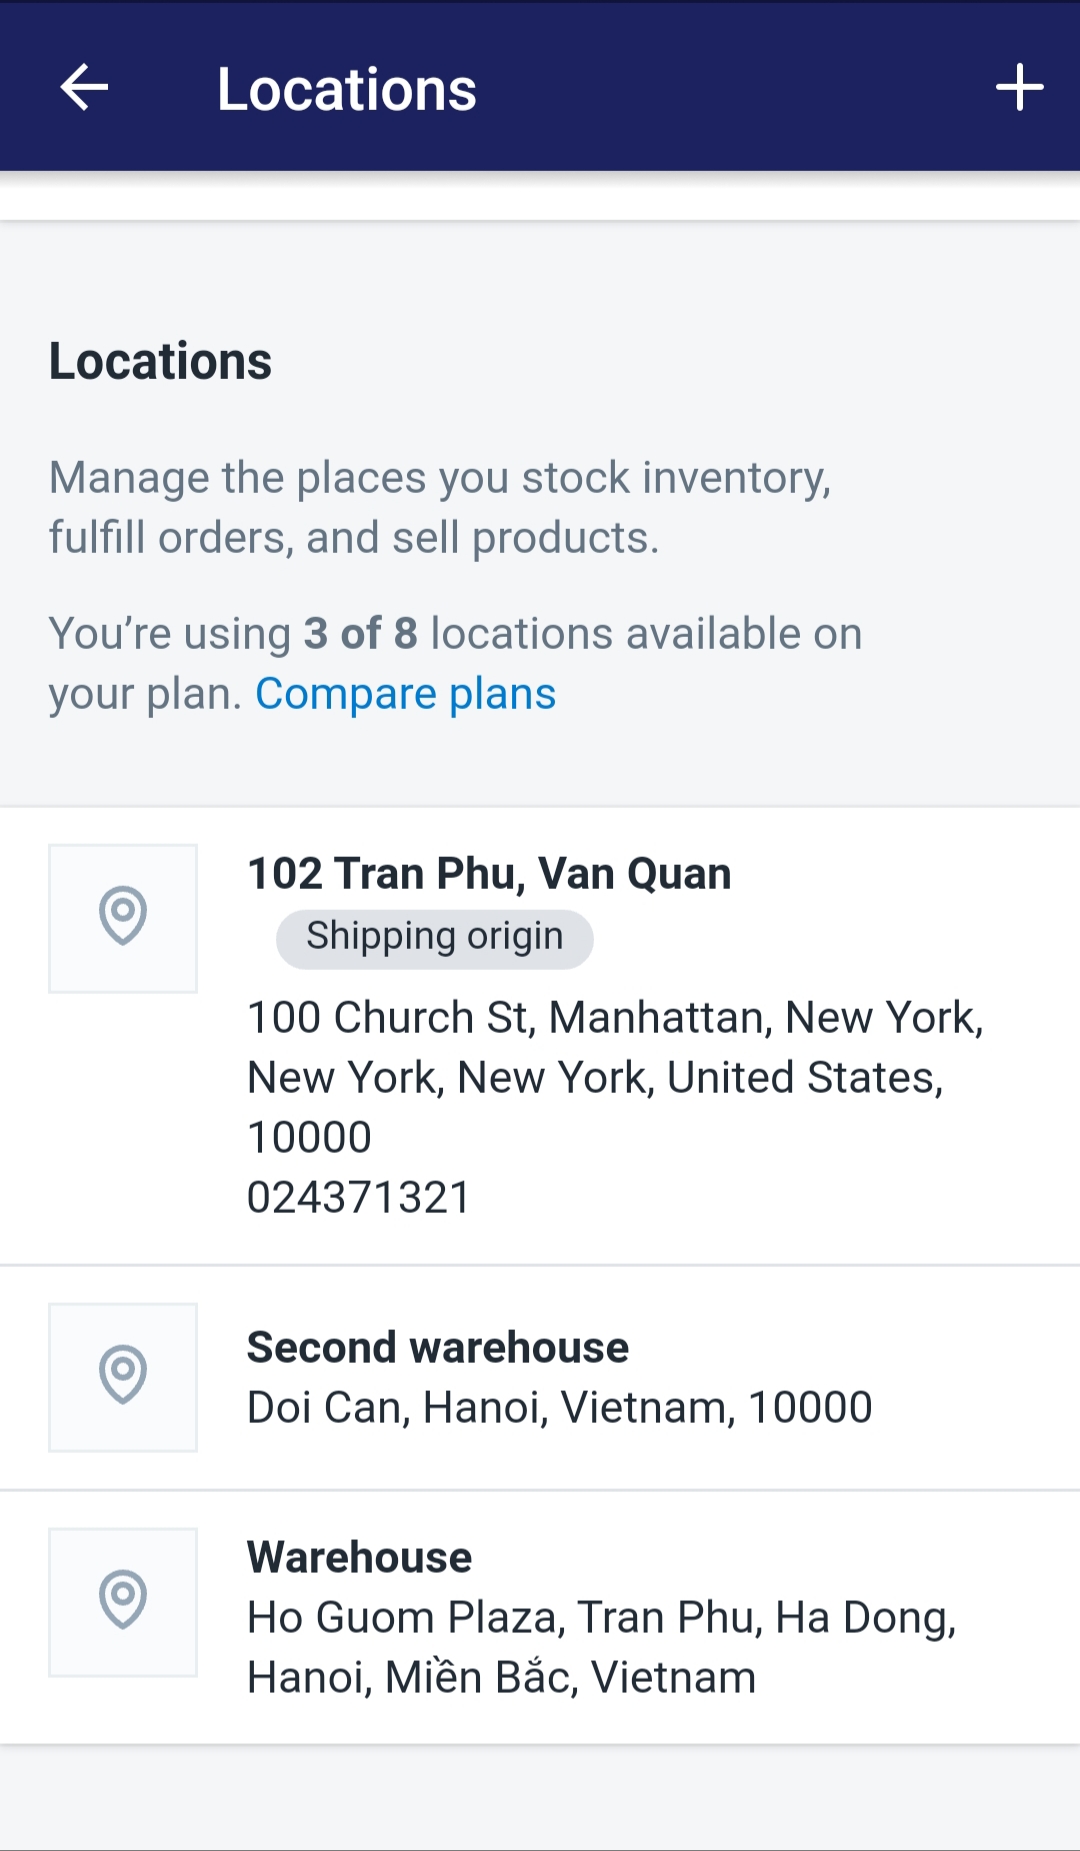 Locations
Locations
Manage the places you stock inventory,
fulfill orders, and sell products.
You’re using 3 of 8 locations available on
your plan. Compare plans
102 Tran Phu, Van Quan
Shipping origin
100 Church St, Manhattan, New York,
New York, New York, United States,
10000
024371321
Second warehouse
Doi Can, Hanoi, Vietnam, 10000
Warehouse
Ho Guom Plaza, Tran Phu, Ha Dong,
Hanoi, Miền Bắc, Vietnam